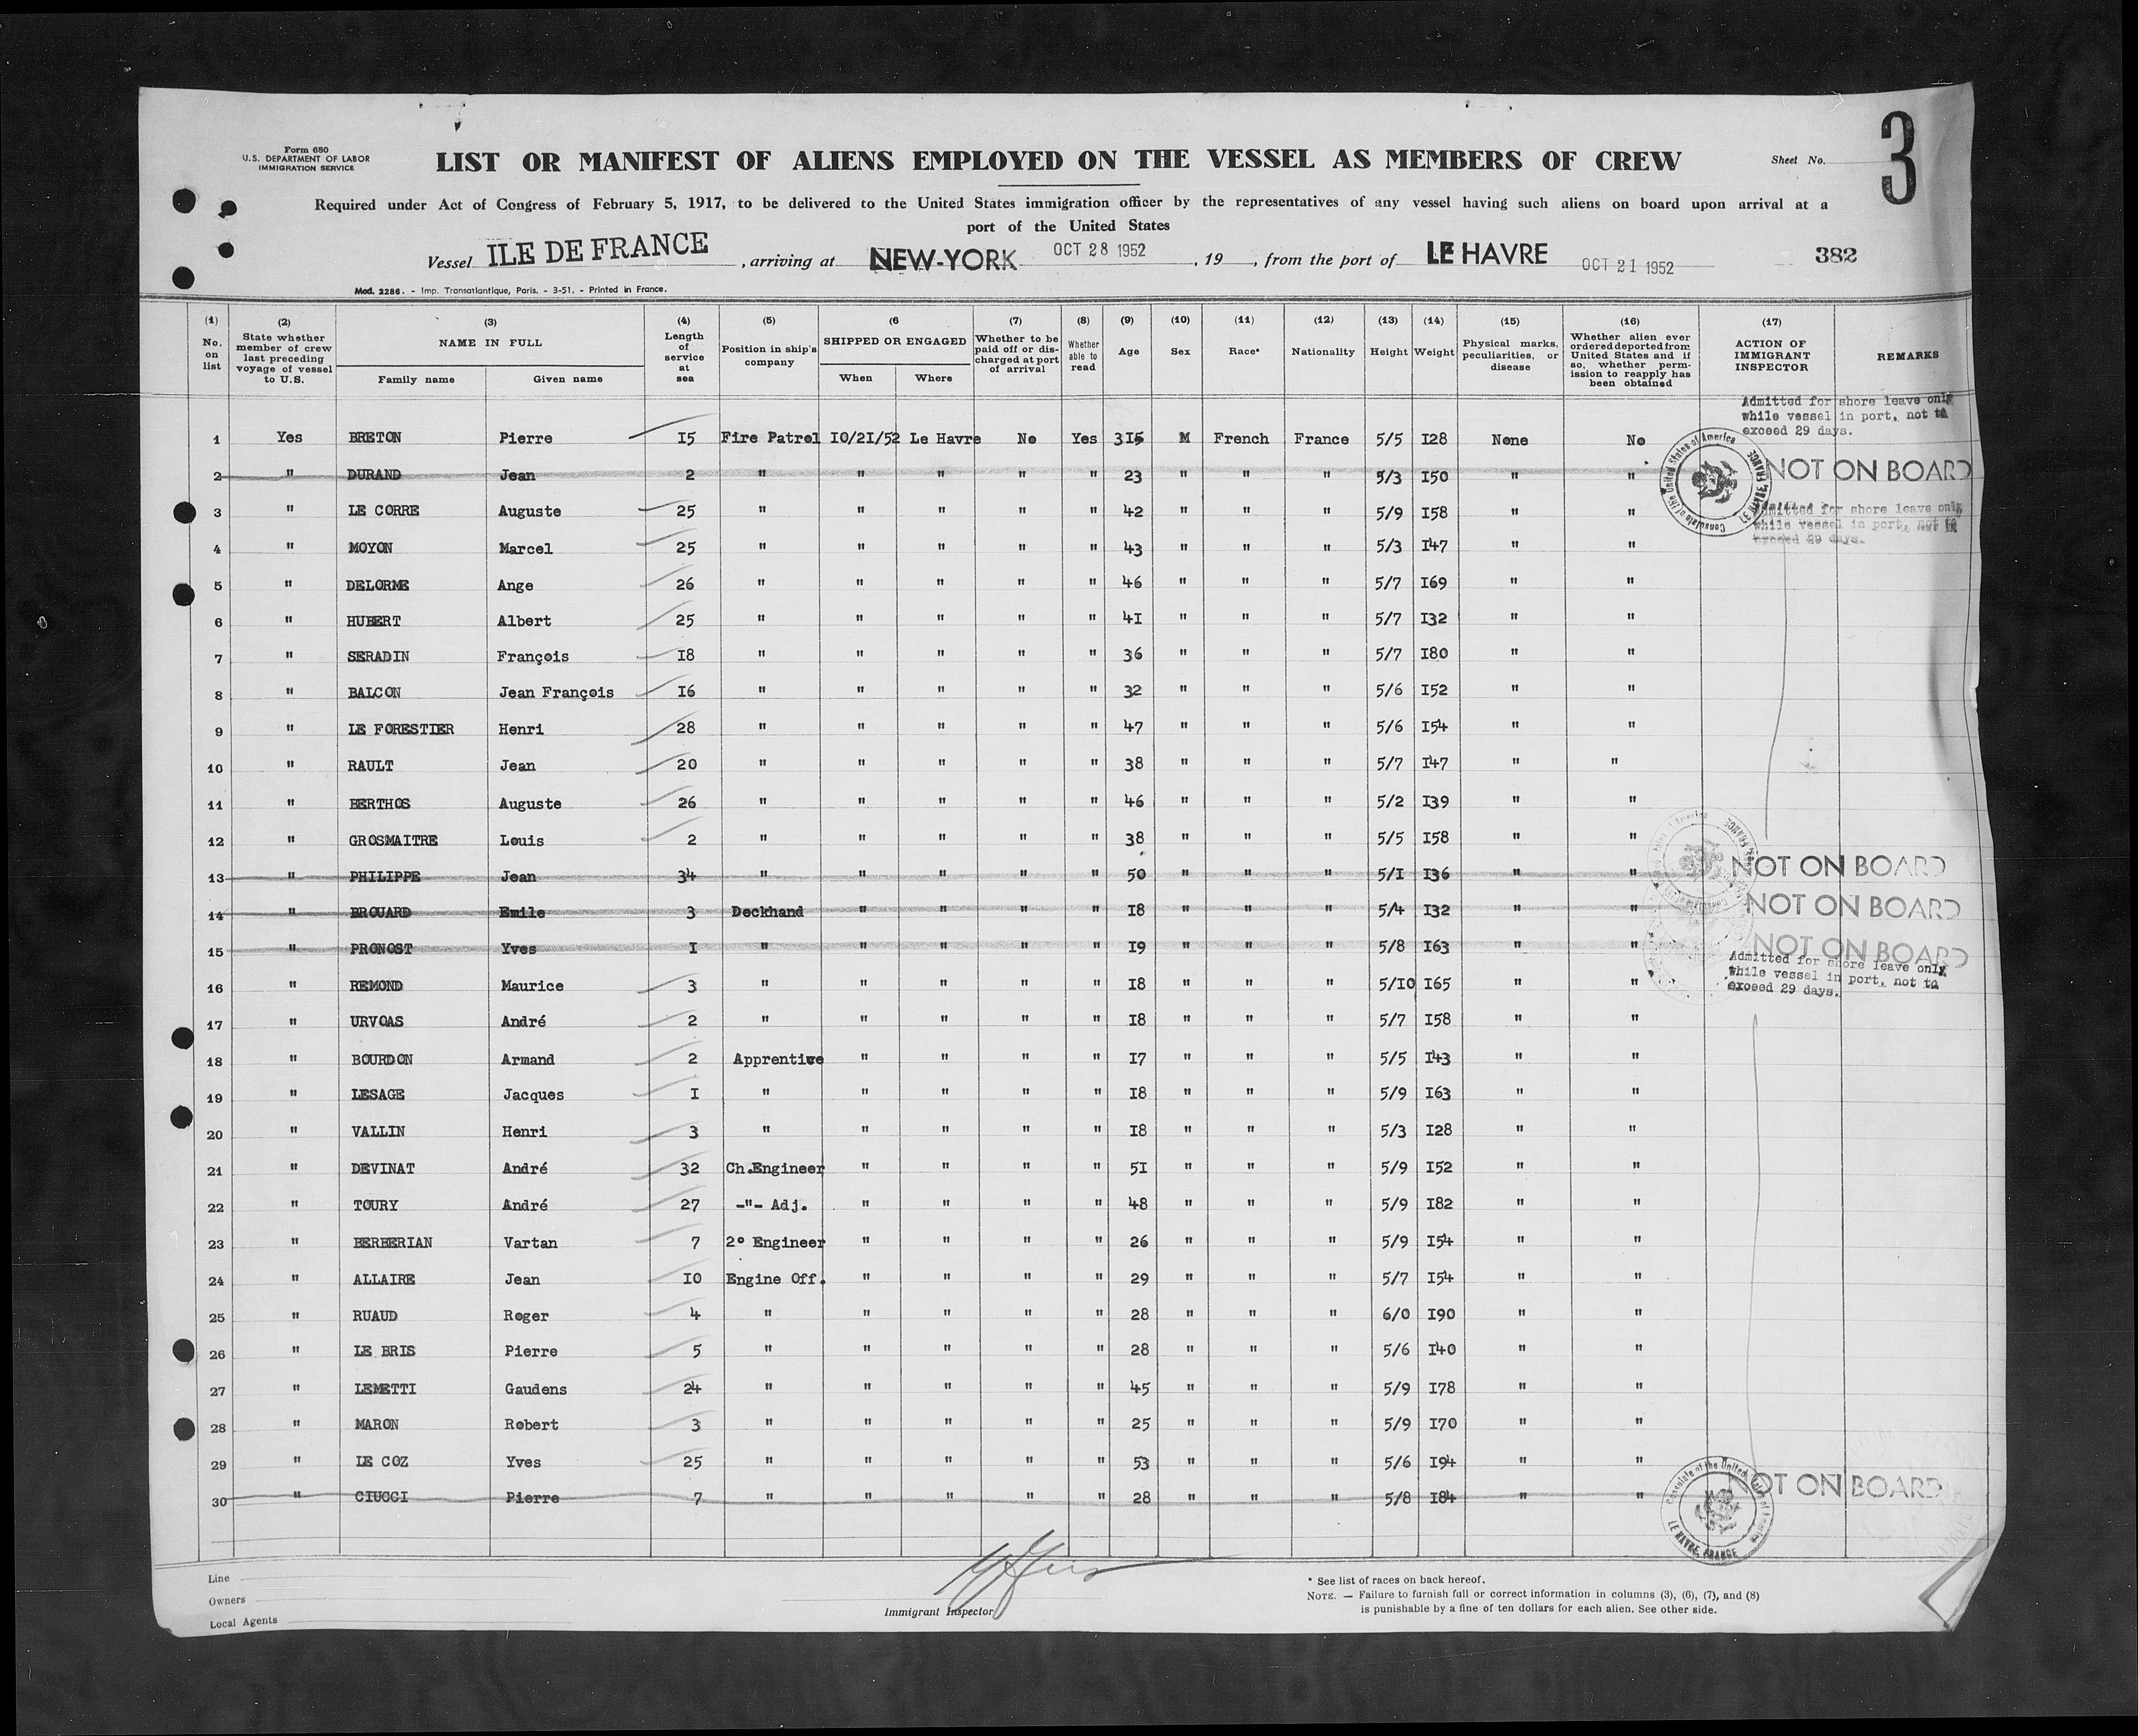 Form 680
U.S. DEPARTMENT OF LABOR
IMMIGRATION SERVICE
LIST OR MANIFEST OF ALIENS EMPLOYED ON THE VESSEL AS MEMBERS OF CREW
Sheet No. 3
Required under Act of Congress of February 5, 1917, to be delivered to the United States immigration officer by the representatives of any vessel having such aliens on board upon arrival at a
port of the United States
Vessel ILE DE FRANCE, arriving at NEW-YORK OCT 28 1952, 19 , from the port of LE HAVRE OCT 21 1952 382
Mod. 2286. - Imp. Transatlantique, Paris. - 3-51. - Printed in France.
(1) No. on list (2) State whether member of crew last preceding voyage of vessel to U.S. (3) NAME IN FULL Family name Given name (4) Length of service at sea (5) Position in ship's company (6 SHIPPED OR ENGAGED When Where (7) Whether to be paid off or discharged at port of arrival (8) Whether able to read (9) Age (10) Sex (11) Race* (12) Nationality (13) Height (14) Weight (15) Physical marks, peculiarities, or disease (16) Whether alien ever ordered deported from United States and if so, whether permission to reapply has been obtained (17) ACTION OF IMMIGRANT INSPECTOR REMARKS
Admitted for shore leave only
while vessel in port, not to
exceed 29 days.
1 Yes BRETON Pierre 15 Fire Patrol 10/21/52 Le Havre No Yes 315 M French France 5/5 128 None No
2 " DURAND Jean 2 " " " " " 23 " " " 5/3 150 " " NOT ON BOARD
3 " LE CORRE Auguste 25 " " " " " 42 " " " 5/9 158 " "
Admitted for shore leave only
while vessel in port, not to
exceed 29 days.
4 " MOYON Marcel 25 " " " " " 43 " " " 5/3 147 " "
5 " DELORME Ange 26 " " " " " 46 " " " 5/7 169 " "
6 " HUBERT Albert 25 " " " " " 41 " " " 5/7 132 " "
7 " SERADIN François 18 " " " " " 36 " " " 5/7 180 " "
8 " BALCON Jean François 16 " " " " " 32 " " " 5/6 152 " "
9 " LE FORESTIER Henri 28 " " " " " 47 " " " 5/6 154 " "
10 " RAULT Jean 20 " " " " " 38 " " " 5/7 147 " "
11 " BERTHOS Auguste 26 " " " " " 46 " " " 5/2 139 " "
12 " GROSMAITRE Louis 2 " " " " " 38 " " " 5/5 158 " "
13 " PHILIPPE Jean 34 " " " " " 50 " " " 5/1 136 " " NOT ON BOARD
14 " BROUARD Emile 3 Deckhand " " " " 18 " " " 5/4 132 " " NOT ON BOARD
15 " PRONOST Yves 1 " " " " " 19 " " " 5/8 163 " " NOT ON BOARD
Admitted for shore leave only
while vessel in port, not to
exceed 29 days.
16 " REMOND Maurice 3 " " " " " 18 " " " 5/10 165 " "
17 " URVOAS André 2 " " " " " 18 " " " 5/7 158 " "
18 " BOURDON Armand 2 Apprentive " " " " 17 " " " 5/5 143 " "
19 " LESAGE Jacques 1 " " " " " 18 " " " 5/9 163 " "
20 " VALLIN Henri 3 " " " " " 18 " " " 5/3 128 " "
21 " DEVINAT André 32 Ch.Engineer " " " " 51 " " " 5/9 152 " "
22 " TOURY André 27 -"- Adj. " " " " 48 " " " 5/9 182 " "
23 " BERBERIAN Vartan 7 2° Engineer " " " " 26 " " " 5/9 154 " "
24 " ALLAIRE Jean 10 Engine Off. " " " " 29 " " " 5/7 154 " "
25 " RUAUD Roger 4 " " " " " 28 " " " 6/0 190 " "
26 " LE BRIS Pierre 5 " " " " " 28 " " " 5/6 140 " "
27 " LEMETTI Gaudens 24 " " " " " 45 " " " 5/9 178 " "
28 " MARON Robert 3 " " " " " 25 " " " 5/9 170 " "
29 " LE COZ Yves 25 " " " " " 53 " " " 5/6 194 " "
30 " CIUCCI Pierre 7 " " " " " 28 " " " 5/8 184 " " NOT ON BOARD
Consulate of the United States of America
LE HAVRE, FRANCE
Line
Owners
Local Agents
Immigrant Inspector
* See list of races on back hereof.
NOTE. — Failure to furnish full or correct information in columns (3), (6), (7), and (8)
is punishable by a fine of ten dollars for each alien. See other side.